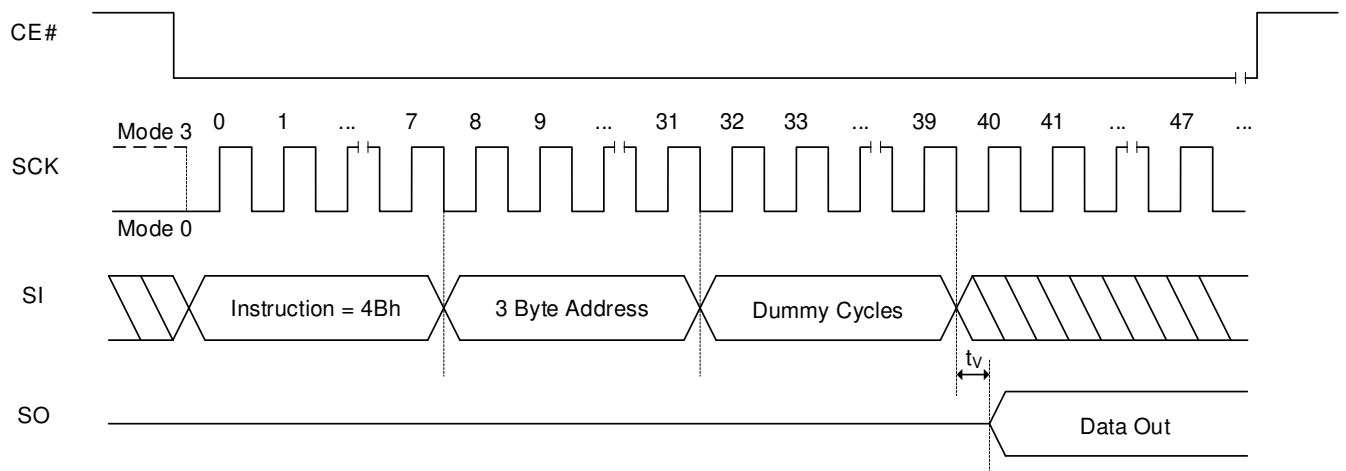 CE#
Mode 3 0 1 ... 7 8 9 ... 31 32 33 ... 39 40 41 ... 47 ...
SCK
Mode 0
SI Instruction = 4Bh 3 Byte Address Dummy Cycles
tV
SO Data Out